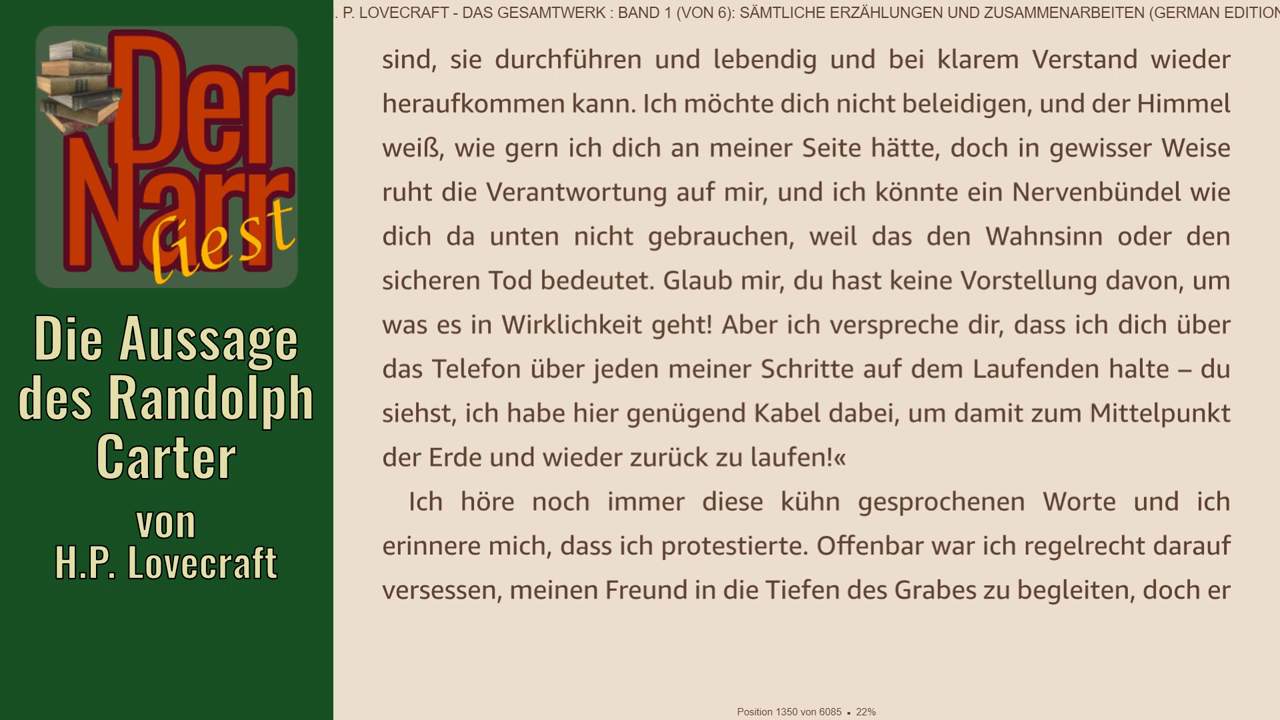 Der
Narr
liest
Die Aussage
des Randolph
Carter
von
H.P. Lovecraft
. P. LOVECRAFT - DAS GESAMTWERK : BAND 1 (VON 6): SÄMTLICHE ERZÄHLUNGEN UND ZUSAMMENARBEITEN (GERMAN EDITION
sind, sie durchführen und lebendig und bei klarem Verstand wieder
heraufkommen kann. Ich möchte dich nicht beleidigen, und der Himmel
weiß, wie gern ich dich an meiner Seite hätte, doch in gewisser Weise
ruht die Verantwortung auf mir, und ich könnte ein Nervenbündel wie
dich da unten nicht gebrauchen, weil das den Wahnsinn oder den
sicheren Tod bedeutet. Glaub mir, du hast keine Vorstellung davon, um
was es in Wirklichkeit geht! Aber ich verspreche dir, dass ich dich über
das Telefon über jeden meiner Schritte auf dem Laufenden halte – du
siehst, ich habe hier genügend Kabel dabei, um damit zum Mittelpunkt
der Erde und wieder zurück zu laufen!«
Ich höre noch immer diese kühn gesprochenen Worte und ich
erinnere mich, dass ich protestierte. Offenbar war ich regelrecht darauf
versessen, meinen Freund in die Tiefen des Grabes zu begleiten, doch er
Position 1350 von 6085 • 22%